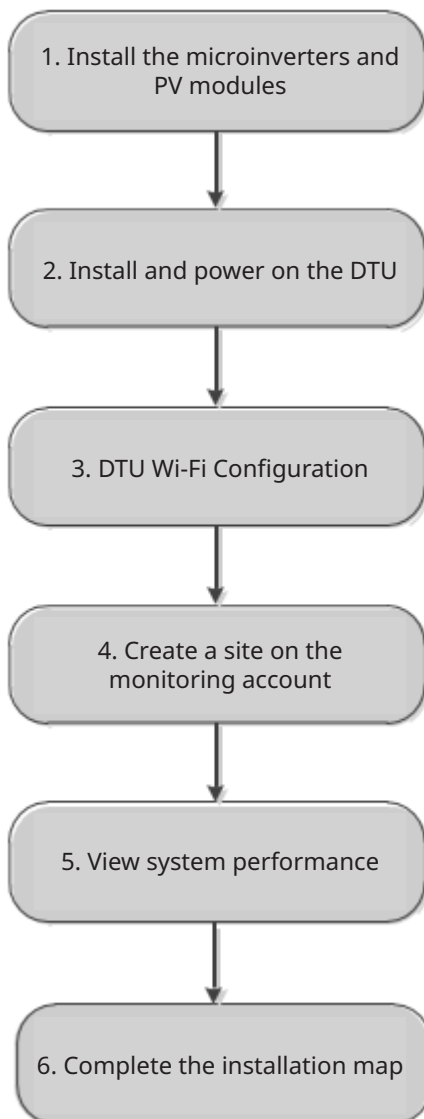 1. Install the microinverters and
PV modules
2. Install and power on the DTU
3. DTU Wi-Fi Configuration
4. Create a site on the
monitoring account
5. View system performance
6. Complete the installation map